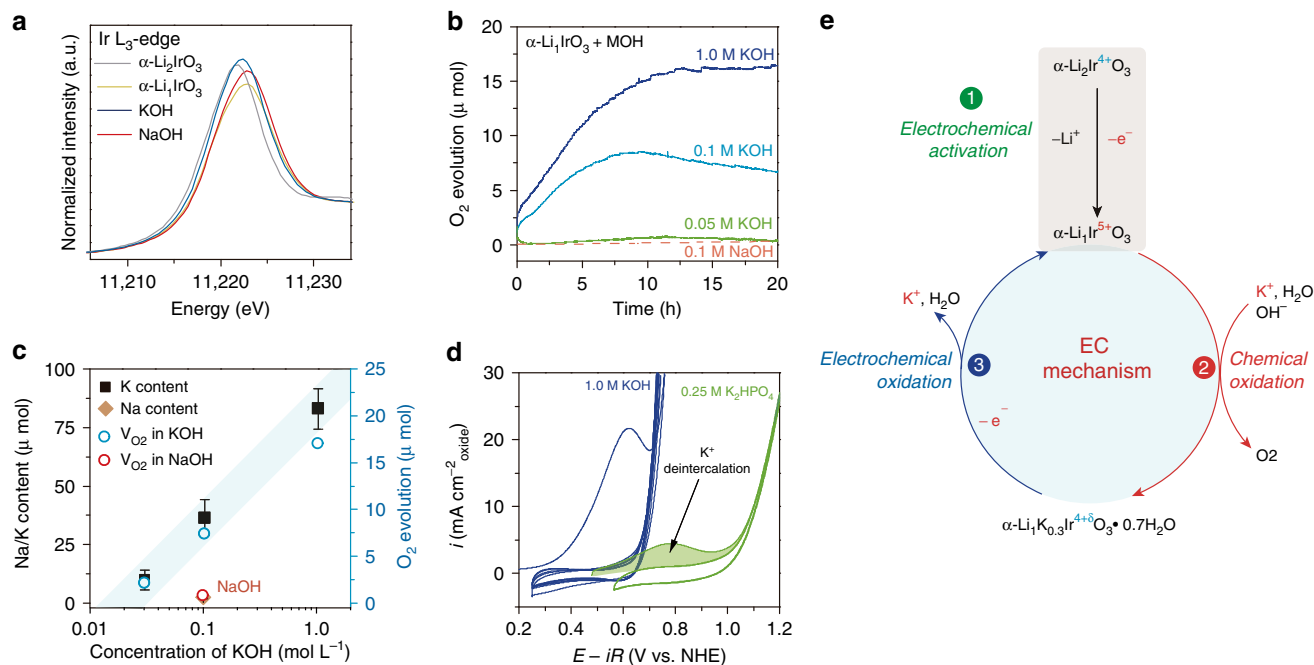 a
Ir L₃-edge
α-Li₂IrO₃
α-Li₁IrO₃
KOH
NaOH
Normalized intensity (a.u.)
11,210
11,220
11,230
Energy (eV)
b
α-Li₁IrO₃ + MOH
1.0 M KOH
0.1 M KOH
0.05 M KOH
0.1 M NaOH
O₂ evolution (μ mol)
20
15
10
5
0
0
5
10
15
20
Time (h)
c
K content
Na content
V_O2 in KOH
V_O2 in NaOH
NaOH
Na/K content (μ mol)
100
75
50
25
0
O₂ evolution (μ mol)
25
20
15
10
5
0
0.01
0.1
1.0
Concentration of KOH (mol L⁻¹)
d
1.0 M KOH
0.25 M K₂HPO₄
K⁺
deintercalation
i (mA cm⁻²oxide)
30
20
10
0
0.2
0.4
0.6
0.8
1.0
1.2
E – iR (V vs. NHE)
e
α-Li₂Ir⁴⁺O₃
1
Electrochemical
activation
–Li⁺
–e⁻
α-Li₁Ir⁵⁺O₃
K⁺, H₂O
K⁺, H₂O
OH⁻
Electrochemical
oxidation
3
EC
mechanism
2
Chemical
oxidation
– e⁻
O2
α-Li₁K₀.₃Ir⁴⁺ᵟO₃• 0.7H₂O